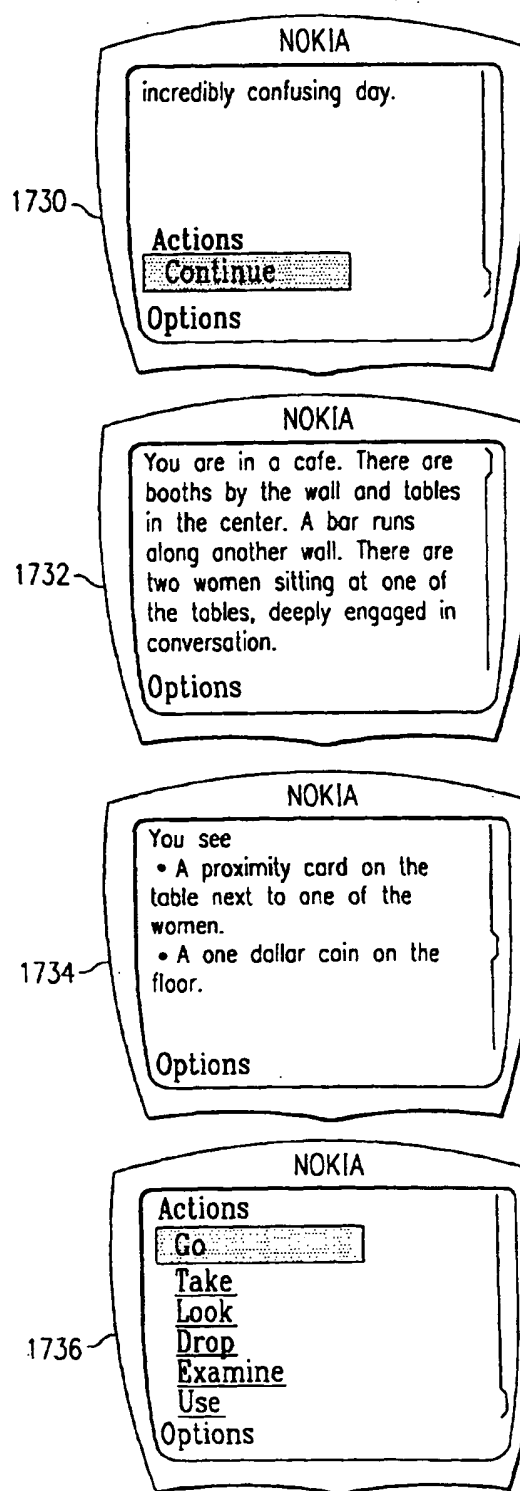 NOKIA
incredibly confusing day.
1730
Actions
Continue
Options
NOKIA
You are in a cafe. There are
booths by the wall and tables
in the center. A bar runs
along another wall. There are
1732
two women sitting at one of
the tables, deeply engaged in
conversation.
Options
NOKIA
You see
• A proximity card on the
table next to one of the
women.
• A one dollar coin on the
1734
floor.
Options
NOKIA
Actions
Go
Take
Look
Drop
1736
Examine
Use
Options